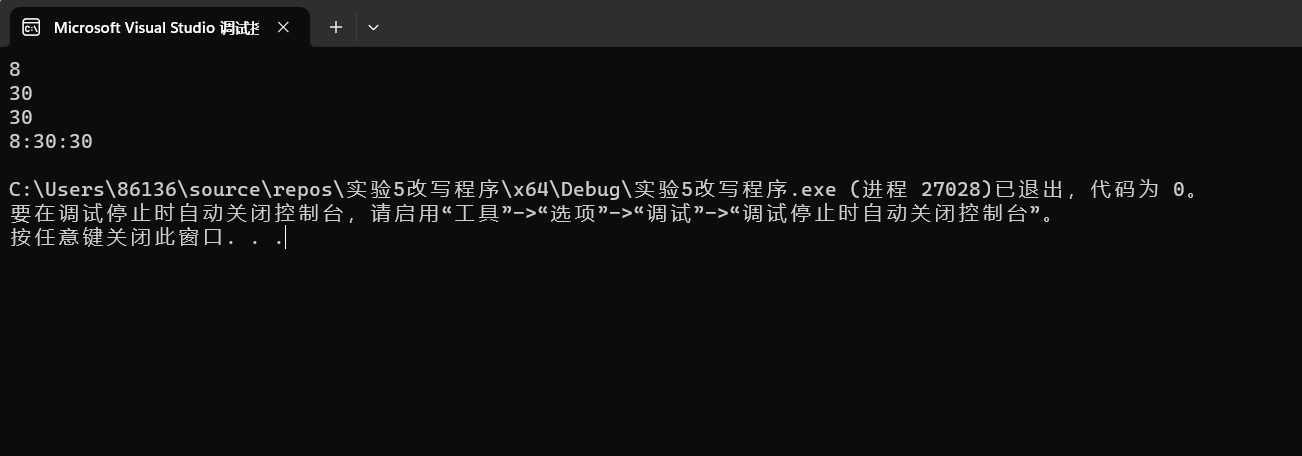 Microsoft Visual Studio 调试
8
30
30
8:30:30
C:\Users\86136\source\repos\实验5改写程序\x64\Debug\实验5改写程序.exe (进程 27028)已退出，代码为 0。
要在调试停止时自动关闭控制台，请启用“工具”->“选项”->“调试”->“调试停止时自动关闭控制台”。
按任意键关闭此窗口. . .